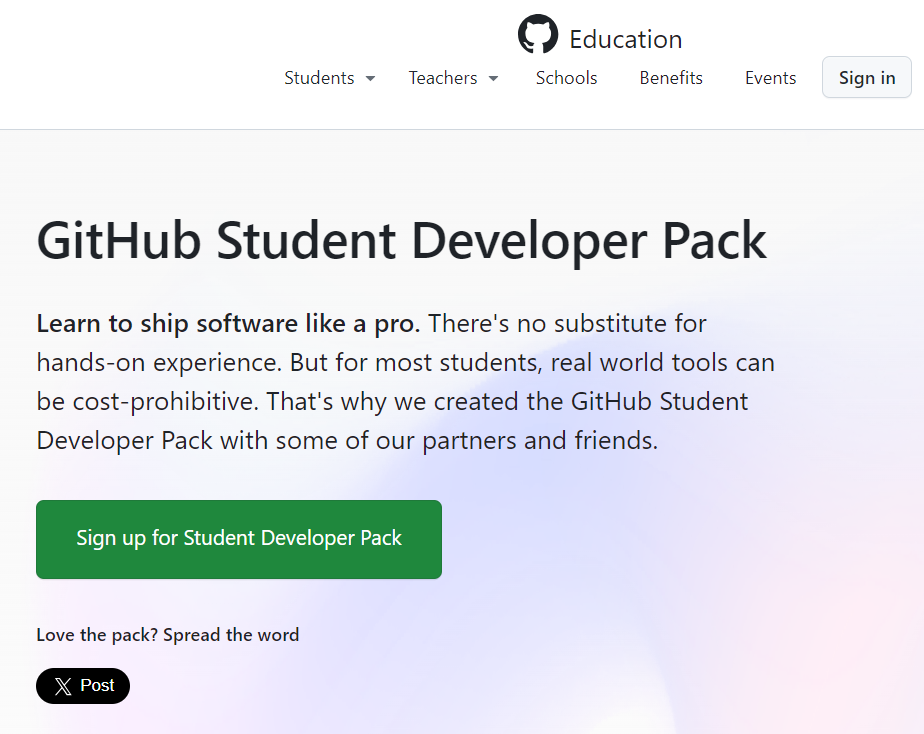 Education
Students Teachers Schools Benefits Events Sign in
GitHub Student Developer Pack
Learn to ship software like a pro. There's no substitute for
hands-on experience. But for most students, real world tools can
be cost-prohibitive. That's why we created the GitHub Student
Developer Pack with some of our partners and friends.
Sign up for Student Developer Pack
Love the pack? Spread the word
X Post